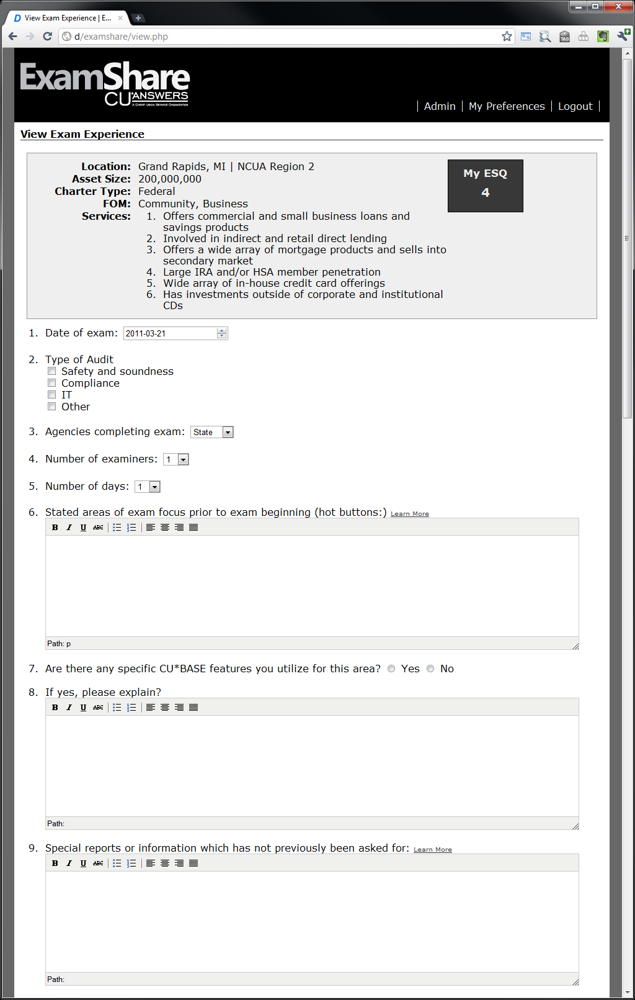 View Exam Experience | E...
d/examshare/view.php
TAG
ExamShare
CU*ANSWERS
A CREDIT UNION SERVICE ORGANIZATION
| Admin | My Preferences | Logout |
View Exam Experience
Location: Grand Rapids, MI | NCUA Region 2
My ESQ
4
Asset Size: 200,000,000
Charter Type: Federal
FOM: Community, Business
Services: 1. Offers commercial and small business loans and
savings products
2. Involved in indirect and retail direct lending
3. Offers a wide array of mortgage products and sells into
secondary market
4. Large IRA and/or HSA member penetration
5. Wide array of in-house credit card offerings
6. Has investments outside of corporate and institutional
CDs
1. Date of exam: 2011-03-21
2. Type of Audit
Safety and soundness
Compliance
IT
Other
3. Agencies completing exam: State
4. Number of examiners: 1
5. Number of days: 1
6. Stated areas of exam focus prior to exam beginning (hot buttons:) Learn More
B I U ABC
Path: p
7. Are there any specific CU*BASE features you utilize for this area? Yes No
8. If yes, please explain?
B I U ABC
Path:
9. Special reports or information which has not previously been asked for: Learn More
B I U ABC
Path: